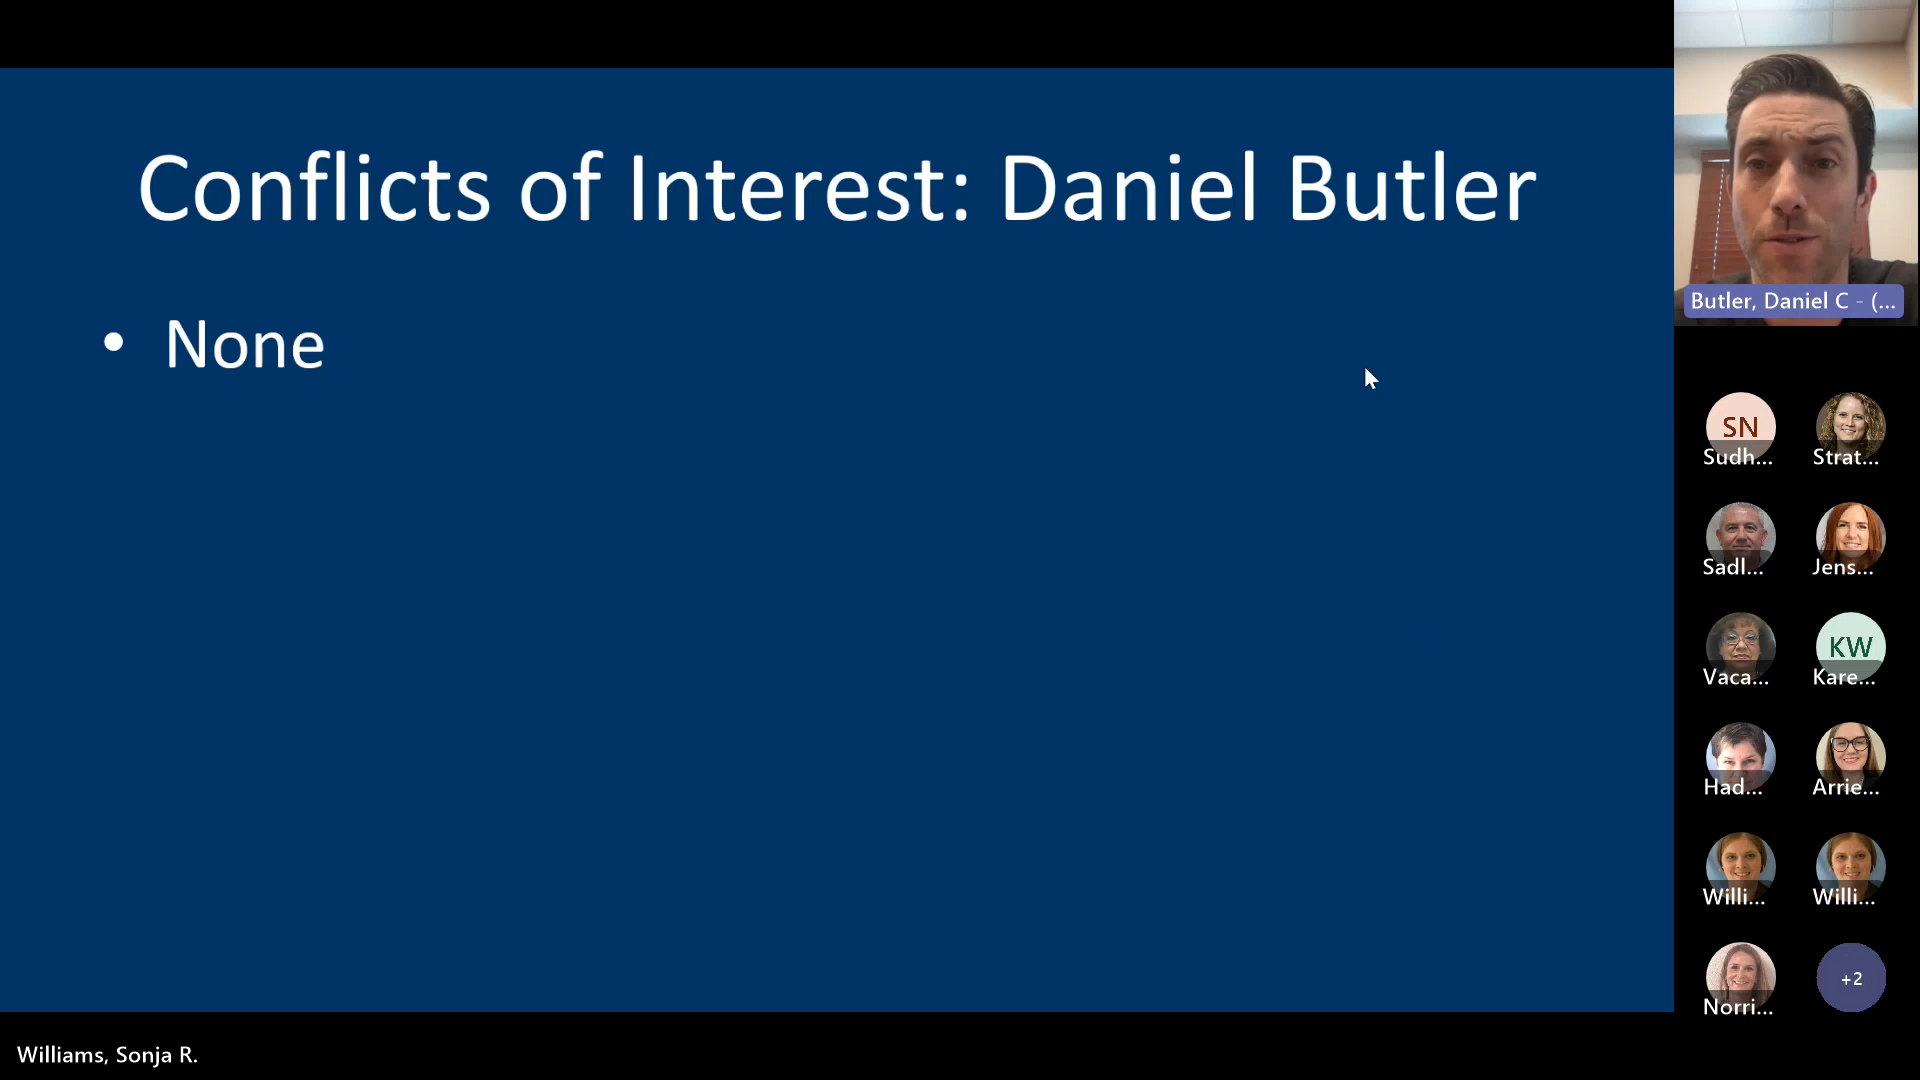 Conflicts of Interest: Daniel Butler
• None
Butler, Daniel C - (...
SN
Sudh...
Strat...
Sadl...
Jens...
Vaca...
KW
Kare...
Had...
Arrie...
Willi...
Willi...
Norri...
+2
Williams, Sonja R.